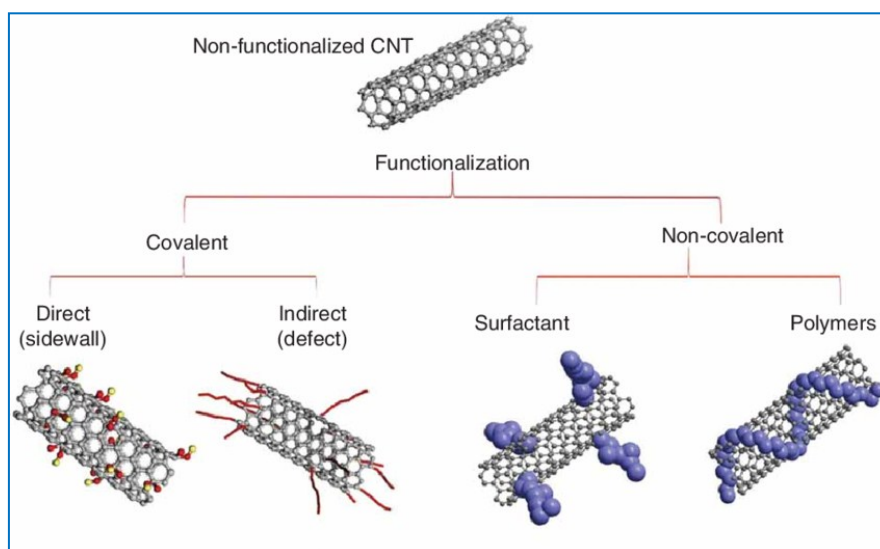 Non-functionalized CNT
Functionalization
Covalent
Non-covalent
Direct
(sidewall)
Indirect
(defect)
Surfactant
Polymers